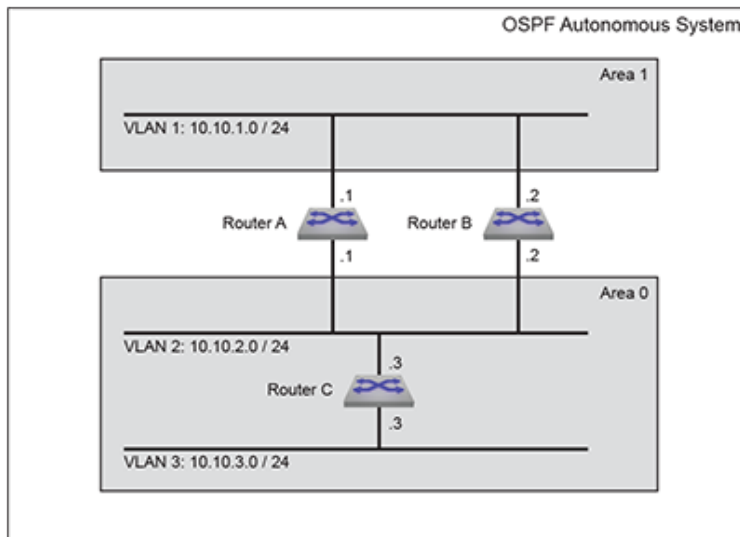 OSPF Autonomous System
Area 1
VLAN 1: 10.10.1.0 / 24
.1
.2
Router A
Router B
.1
.2
Area 0
VLAN 2: 10.10.2.0 / 24
.3
Router C
.3
VLAN 3: 10.10.3.0 / 24